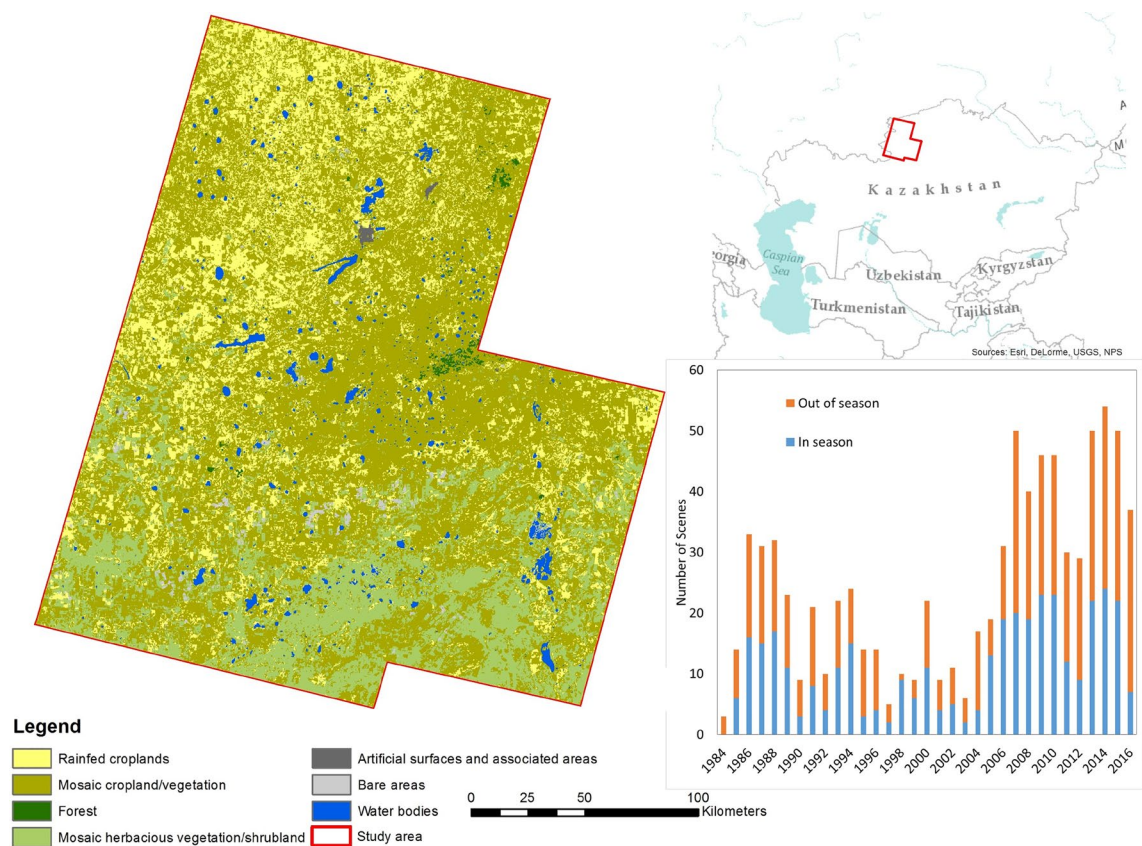 Kazakhstan
Caspian
Sea
Uzbekistan
Kyrgyzstan
Turkmenistan
Tajikistan
Sources: Esri, DeLorme, USGS, NPS
60
50
40
30
20
10
0
Number of Scenes
Out of season
In season
1984
1986
1988
1990
1992
1994
1996
1998
2000
2002
2004
2006
2008
2010
2012
2014
2016
Legend
Rainfed croplands
Mosaic cropland/vegetation
Forest
Mosaic herbacious vegetation/shrubland
Artificial surfaces and associated areas
Bare areas
Water bodies
Study area
0 25 50 100
Kilometers